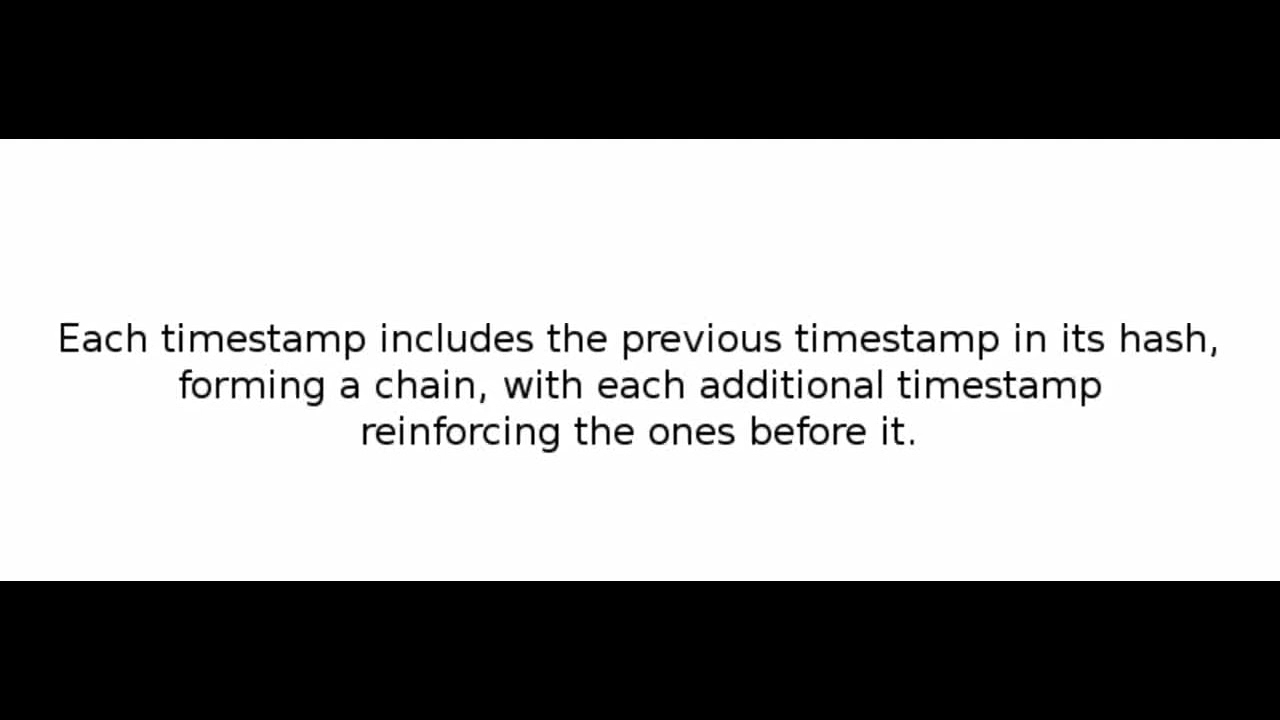 Each timestamp includes the previous timestamp in its hash,
forming a chain, with each additional timestamp
reinforcing the ones before it.